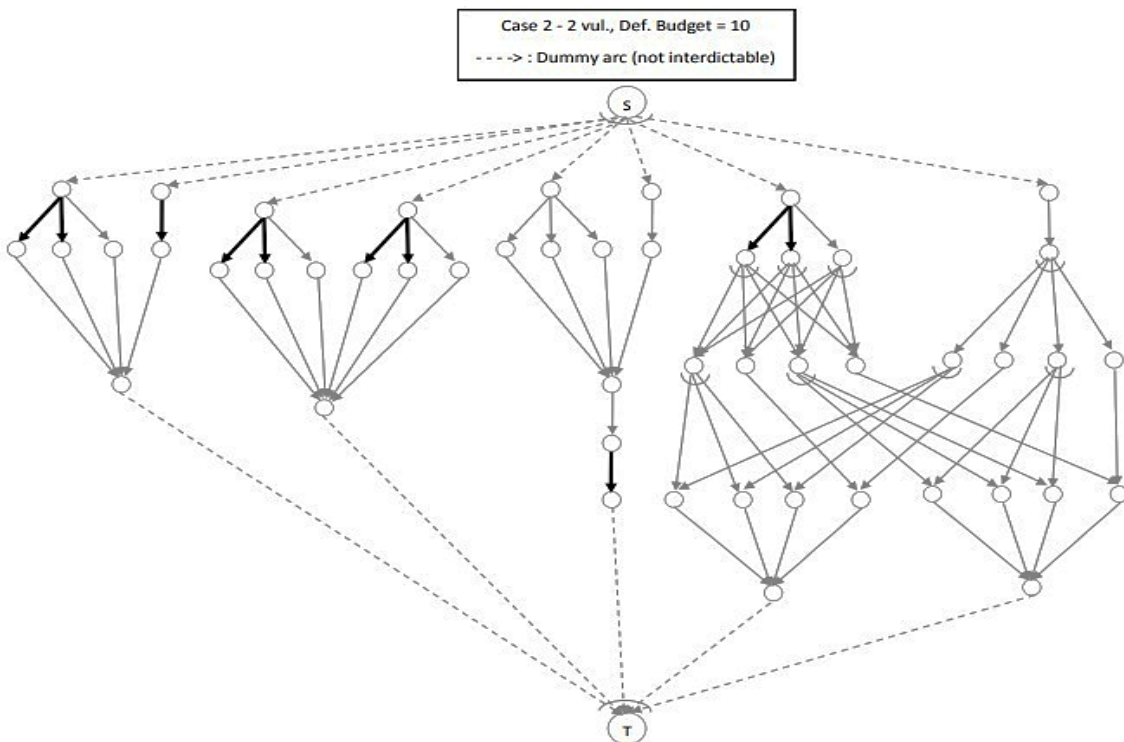 Case 2 - 2 vul., Def. Budget = 10
----> : Dummy arc (not interdictable)
S
T